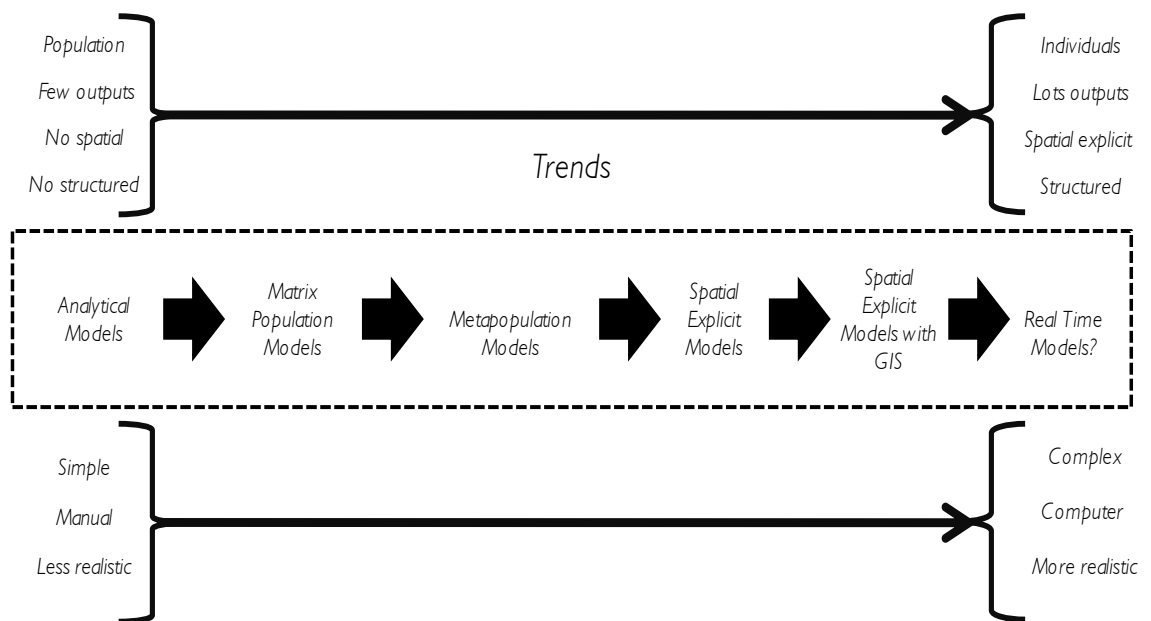 Population
Few outputs
No spatial
No structured
Individuals
Lots outputs
Spatial explicit
Structured
Trends
Analytical
Models
Matrix
Population
Models
Metapopulation
Models
Spatial
Explicit
Models
Spatial
Explicit
Models with
GIS
Real Time
Models?
Simple
Manual
Less realistic
Complex
Computer
More realistic